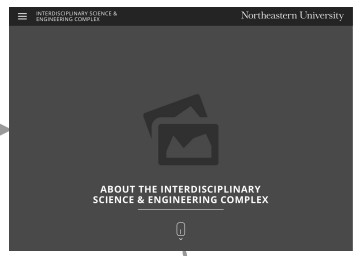 INTERDISCIPLINARY SCIENCE &
ENGINEERING COMPLEX
Northeastern University
ABOUT THE INTERDISCIPLINARY
SCIENCE & ENGINEERING COMPLEX